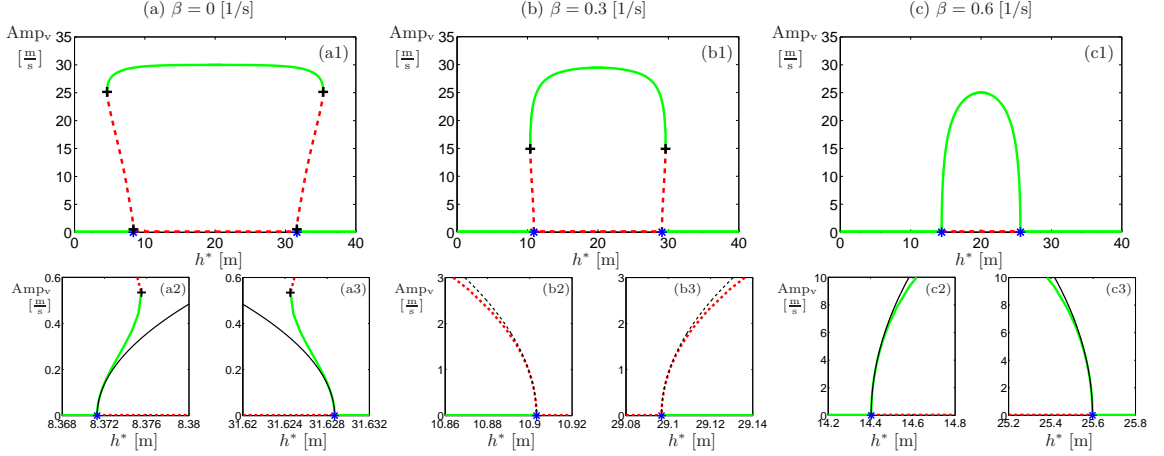 (a) β = 0 [1/s]
(b) β = 0.3 [1/s]
(c) β = 0.6 [1/s]
Ampᵥ
[m/s]
35
30
25
20
15
10
5
0
(a1)
0 10 20 30 40
h* [m]
Ampᵥ
[m/s]
35
30
25
20
15
10
5
0
(b1)
0 10 20 30 40
h* [m]
Ampᵥ
[m/s]
35
30
25
20
15
10
5
0
(c1)
0 10 20 30 40
h* [m]
Ampᵥ
[m/s]
0.6
0.4
0.2
0
(a2)
8.368 8.372 8.376 8.38
h* [m]
0.6
0.4
0.2
0
(a3)
31.62 31.624 31.628 31.632
h* [m]
Ampᵥ
[m/s]
3
2
1
0
(b2)
10.86 10.88 10.9 10.92
h* [m]
3
2
1
0
(b3)
29.08 29.1 29.12 29.14
h* [m]
Ampᵥ
[m/s]
10
8
6
4
2
0
(c2)
14.2 14.4 14.6 14.8
h* [m]
10
8
6
4
2
0
(c3)
25.2 25.4 25.6 25.8
h* [m]